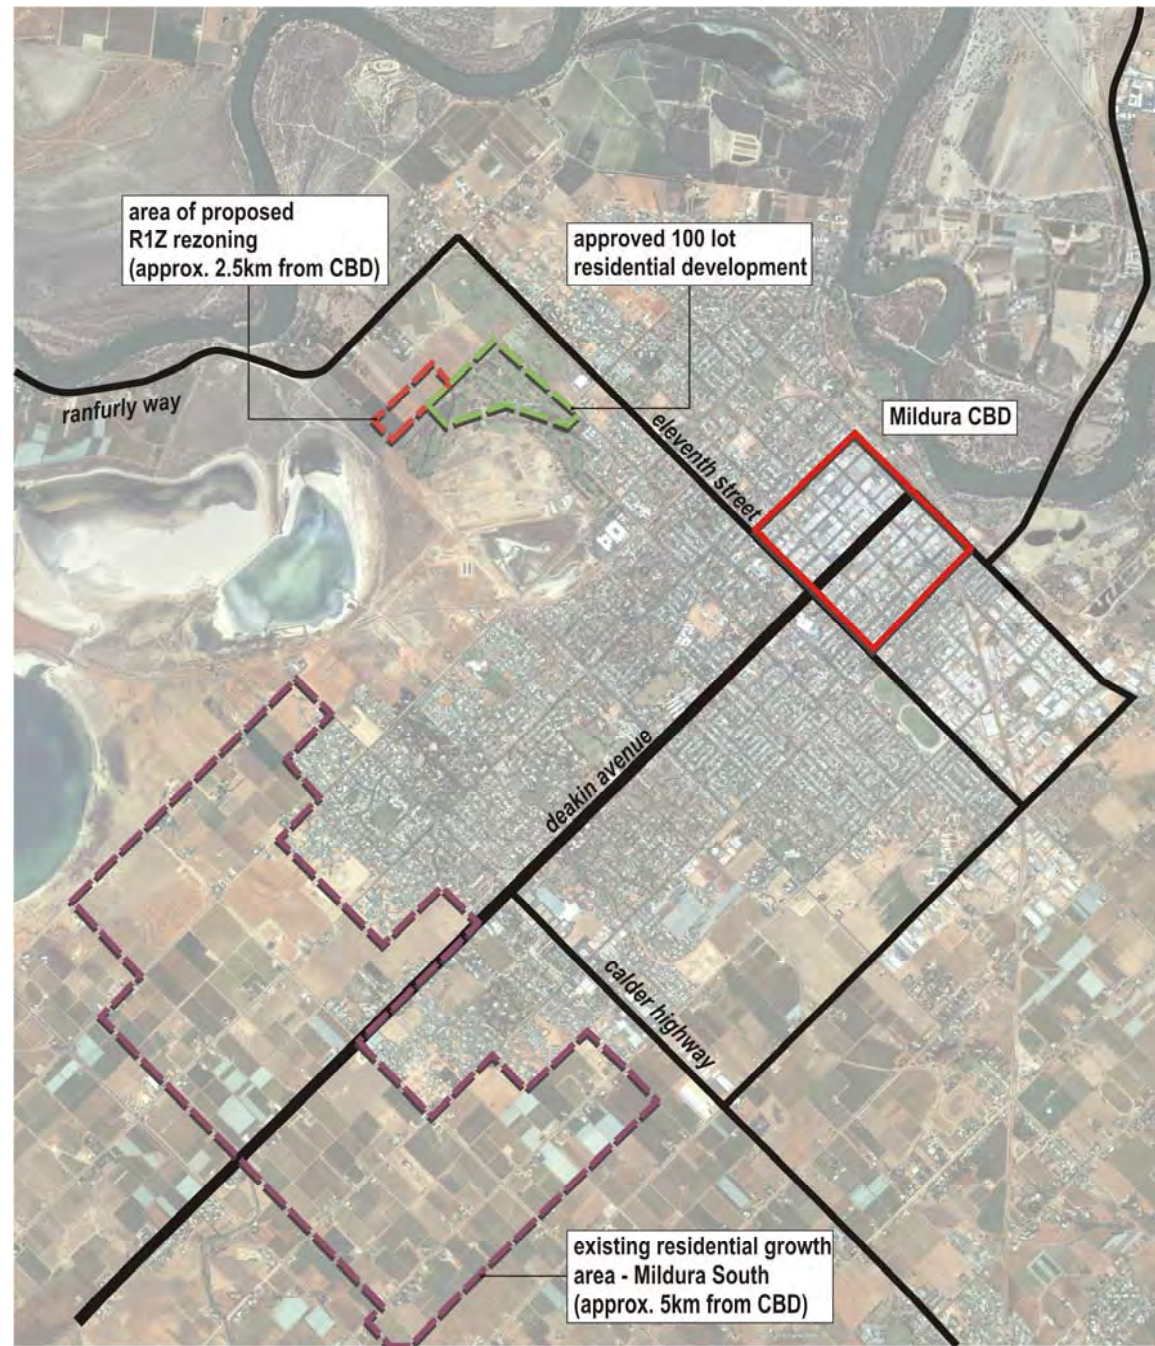 area of proposed
R1Z rezoning
(approx. 2.5km from CBD)
approved 100 lot
residential development
ranfurly way
Mildura CBD
eleventh street
deakin avenue
calder highway
existing residential growth
area - Mildura South
(approx. 5km from CBD)